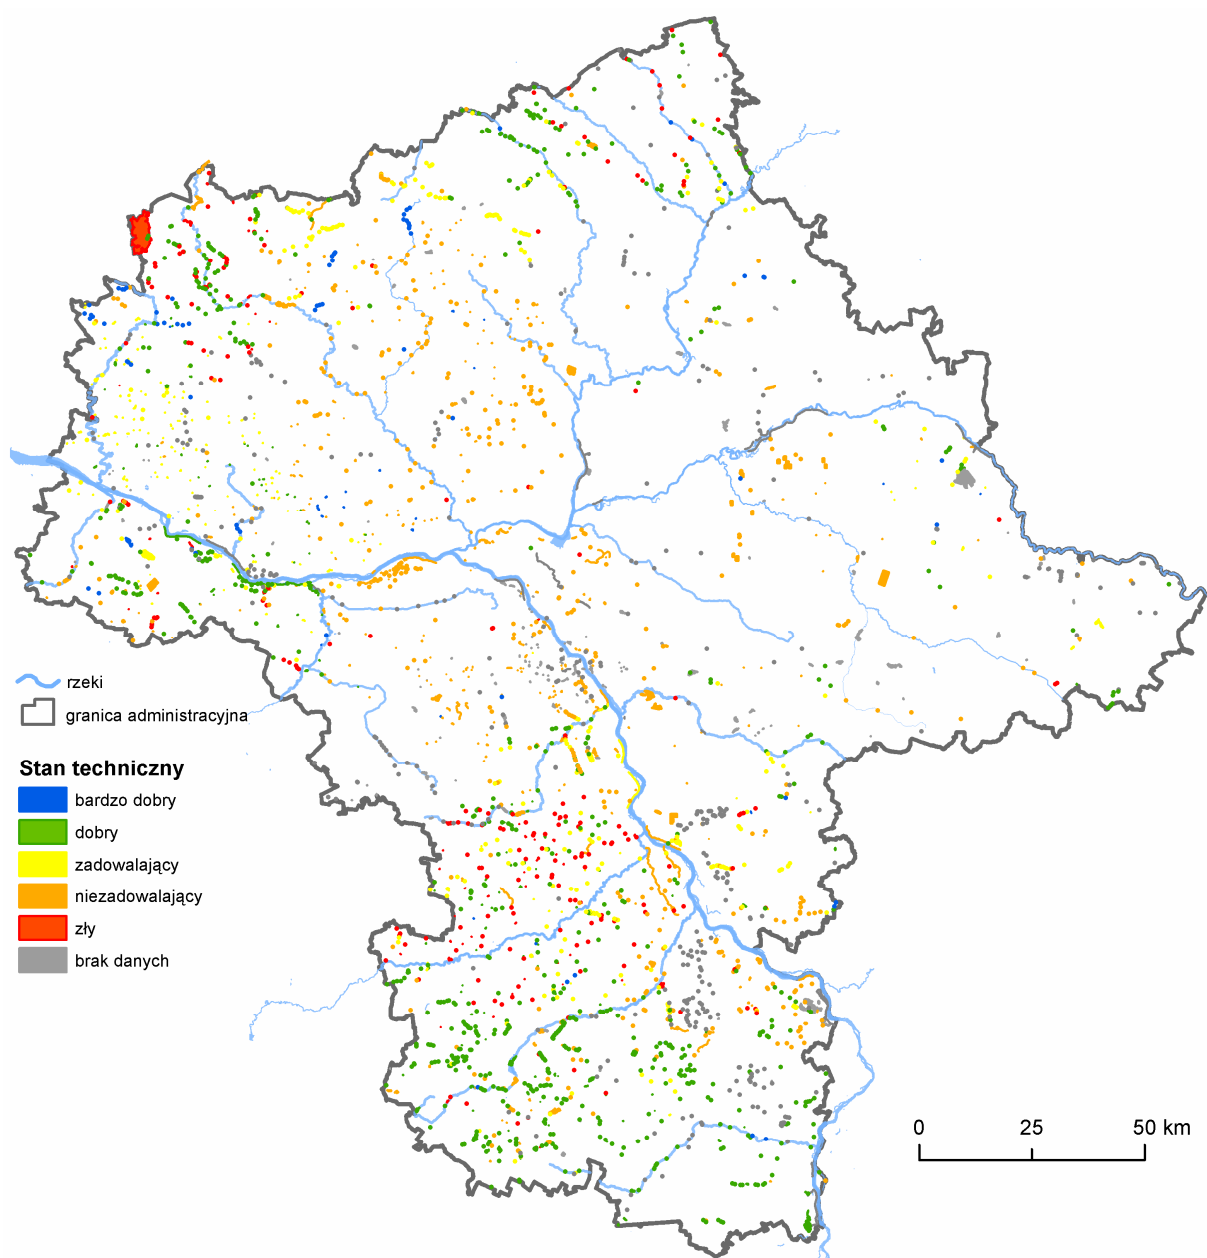 rzeki
granica administracyjna
Stan techniczny
bardzo dobry
dobry
zadowalający
niezadowalający
zły
brak danych
0 25 50 km